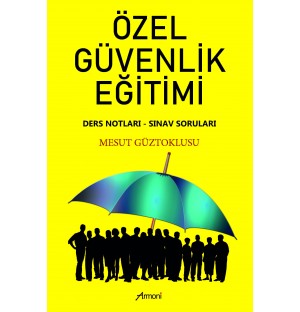 ÖZEL
GÜVENLİK
EĞİTİMİ
DERS NOTLARI - SINAV SORULARI
MESUT GÜZTOKLUSU
Armoni